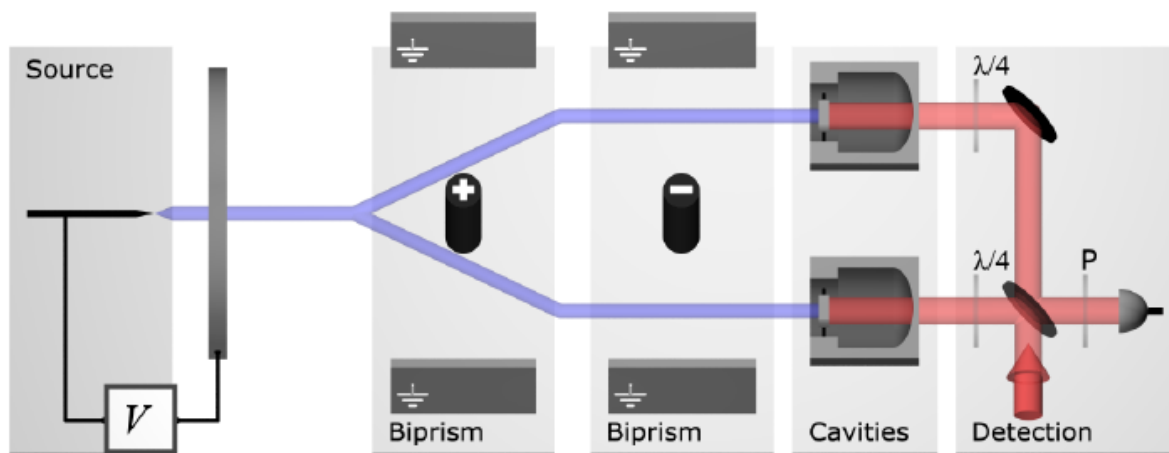 Source
λ/4
+
−
λ/4
P
V
Biprism
Biprism
Cavities
Detection